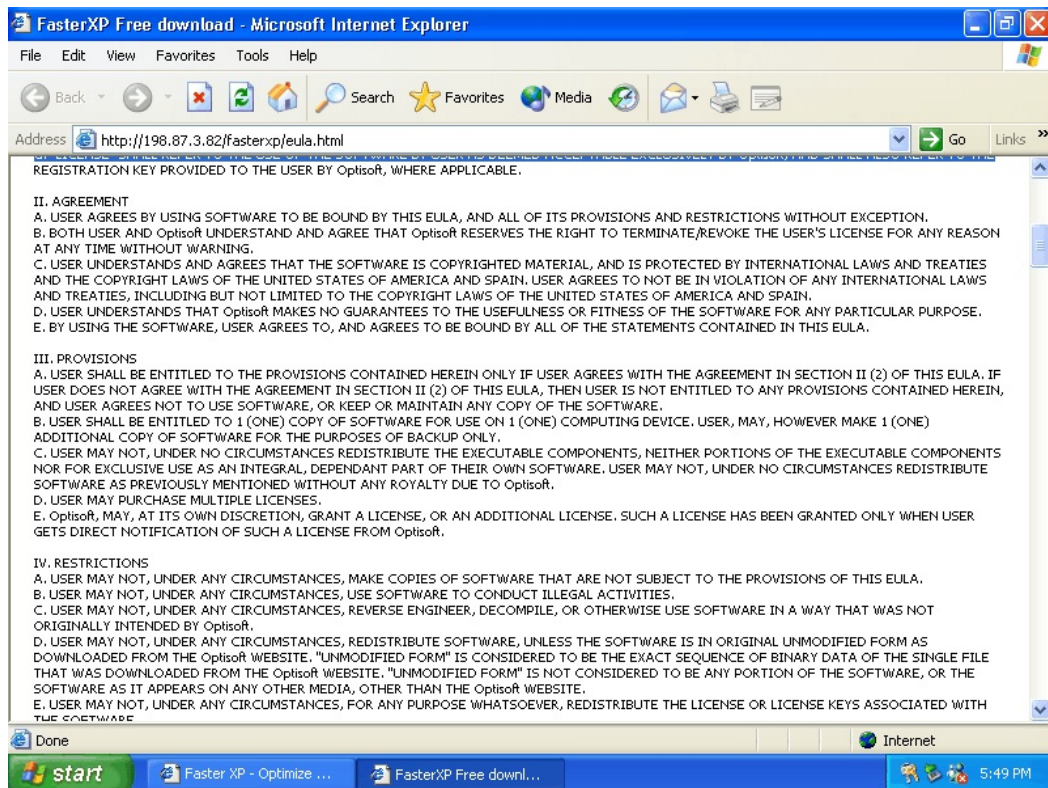 FasterXP Free download - Microsoft Internet Explorer
File Edit View Favorites Tools Help
Back Search Favorites Media
Address http://198.87.3.82/fasterxp/eula.html Go Links »
REGISTRATION KEY PROVIDED TO THE USER BY Optisoft, WHERE APPLICABLE.
II. AGREEMENT
A. USER AGREES BY USING SOFTWARE TO BE BOUND BY THIS EULA, AND ALL OF ITS PROVISIONS AND RESTRICTIONS WITHOUT EXCEPTION.
B. BOTH USER AND Optisoft UNDERSTAND AND AGREE THAT Optisoft RESERVES THE RIGHT TO TERMINATE/REVOKE THE USER'S LICENSE FOR ANY REASON
AT ANY TIME WITHOUT WARNING.
C. USER UNDERSTANDS AND AGREES THAT THE SOFTWARE IS COPYRIGHTED MATERIAL, AND IS PROTECTED BY INTERNATIONAL LAWS AND TREATIES
AND THE COPYRIGHT LAWS OF THE UNITED STATES OF AMERICA AND SPAIN. USER AGREES TO NOT BE IN VIOLATION OF ANY INTERNATIONAL LAWS
AND TREATIES, INCLUDING BUT NOT LIMITED TO THE COPYRIGHT LAWS OF THE UNITED STATES OF AMERICA AND SPAIN.
D. USER UNDERSTANDS THAT Optisoft MAKES NO GUARANTEES TO THE USEFULNESS OR FITNESS OF THE SOFTWARE FOR ANY PARTICULAR PURPOSE.
E. BY USING THE SOFTWARE, USER AGREES TO, AND AGREES TO BE BOUND BY ALL OF THE STATEMENTS CONTAINED IN THIS EULA.
III. PROVISIONS
A. USER SHALL BE ENTITLED TO THE PROVISIONS CONTAINED HEREIN ONLY IF USER AGREES WITH THE AGREEMENT IN SECTION II (2) OF THIS EULA. IF
USER DOES NOT AGREE WITH THE AGREEMENT IN SECTION II (2) OF THIS EULA, THEN USER IS NOT ENTITLED TO ANY PROVISIONS CONTAINED HEREIN,
AND USER AGREES NOT TO USE SOFTWARE, OR KEEP OR MAINTAIN ANY COPY OF THE SOFTWARE.
B. USER SHALL BE ENTITLED TO 1 (ONE) COPY OF SOFTWARE FOR USE ON 1 (ONE) COMPUTING DEVICE. USER, MAY, HOWEVER MAKE 1 (ONE)
ADDITIONAL COPY OF SOFTWARE FOR THE PURPOSES OF BACKUP ONLY.
C. USER MAY NOT, UNDER NO CIRCUMSTANCES REDISTRIBUTE THE EXECUTABLE COMPONENTS, NEITHER PORTIONS OF THE EXECUTABLE COMPONENTS
NOR FOR EXCLUSIVE USE AS AN INTEGRAL, DEPENDANT PART OF THEIR OWN SOFTWARE. USER MAY NOT, UNDER NO CIRCUMSTANCES REDISTRIBUTE
SOFTWARE AS PREVIOUSLY MENTIONED WITHOUT ANY ROYALTY DUE TO Optisoft.
D. USER MAY PURCHASE MULTIPLE LICENSES.
E. Optisoft, MAY, AT ITS OWN DISCRETION, GRANT A LICENSE, OR AN ADDITIONAL LICENSE. SUCH A LICENSE HAS BEEN GRANTED ONLY WHEN USER
GETS DIRECT NOTIFICATION OF SUCH A LICENSE FROM Optisoft.
IV. RESTRICTIONS
A. USER MAY NOT, UNDER ANY CIRCUMSTANCES, MAKE COPIES OF SOFTWARE THAT ARE NOT SUBJECT TO THE PROVISIONS OF THIS EULA.
B. USER MAY NOT, UNDER ANY CIRCUMSTANCES, USE SOFTWARE TO CONDUCT ILLEGAL ACTIVITIES.
C. USER MAY NOT, UNDER ANY CIRCUMSTANCES, REVERSE ENGINEER, DECOMPILE, OR OTHERWISE USE SOFTWARE IN A WAY THAT WAS NOT
ORIGINALLY INTENDED BY Optisoft.
D. USER MAY NOT, UNDER ANY CIRCUMSTANCES, REDISTRIBUTE SOFTWARE, UNLESS THE SOFTWARE IS IN ORIGINAL UNMODIFIED FORM AS
DOWNLOADED FROM THE Optisoft WEBSITE. "UNMODIFIED FORM" IS CONSIDERED TO BE THE EXACT SEQUENCE OF BINARY DATA OF THE SINGLE FILE
THAT WAS DOWNLOADED FROM THE Optisoft WEBSITE. "UNMODIFIED FORM" IS NOT CONSIDERED TO BE ANY PORTION OF THE SOFTWARE, OR THE
SOFTWARE AS IT APPEARS ON ANY OTHER MEDIA, OTHER THAN THE Optisoft WEBSITE.
E. USER MAY NOT, UNDER ANY CIRCUMSTANCES, FOR ANY PURPOSE WHATSOEVER, REDISTRIBUTE THE LICENSE OR LICENSE KEYS ASSOCIATED WITH
THE SOFTWARE
Done Internet
start Faster XP - Optimize ... FasterXP Free downl... 5:49 PM